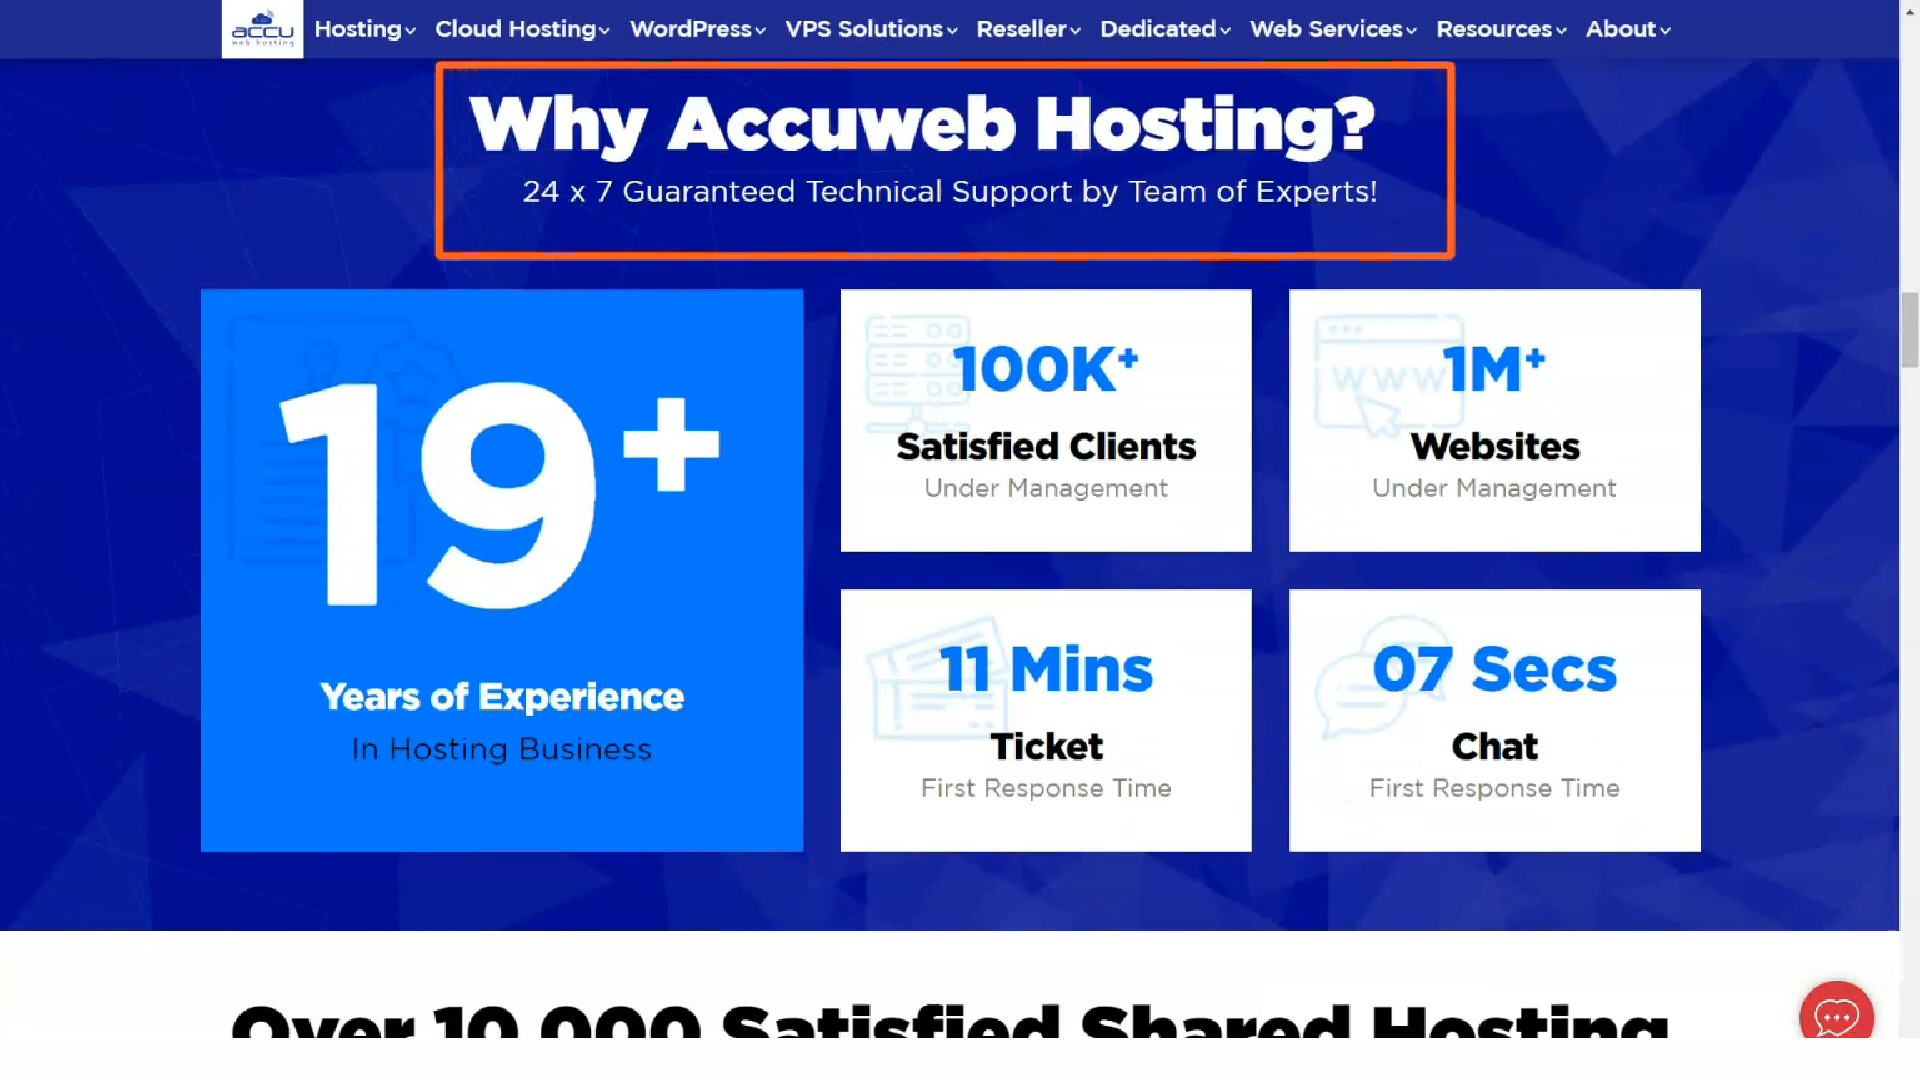 accu
web hosting
Hosting Cloud Hosting WordPress VPS Solutions Reseller Dedicated Web Services Resources About
Why Accuweb Hosting?
24 x 7 Guaranteed Technical Support by Team of Experts!
19+
Years of Experience
In Hosting Business
100K+
Satisfied Clients
Under Management
WWW
1M+
Websites
Under Management
11 Mins
Ticket
First Response Time
07 Secs
Chat
First Response Time
Over 10,000 Satisfied Shared Hosting